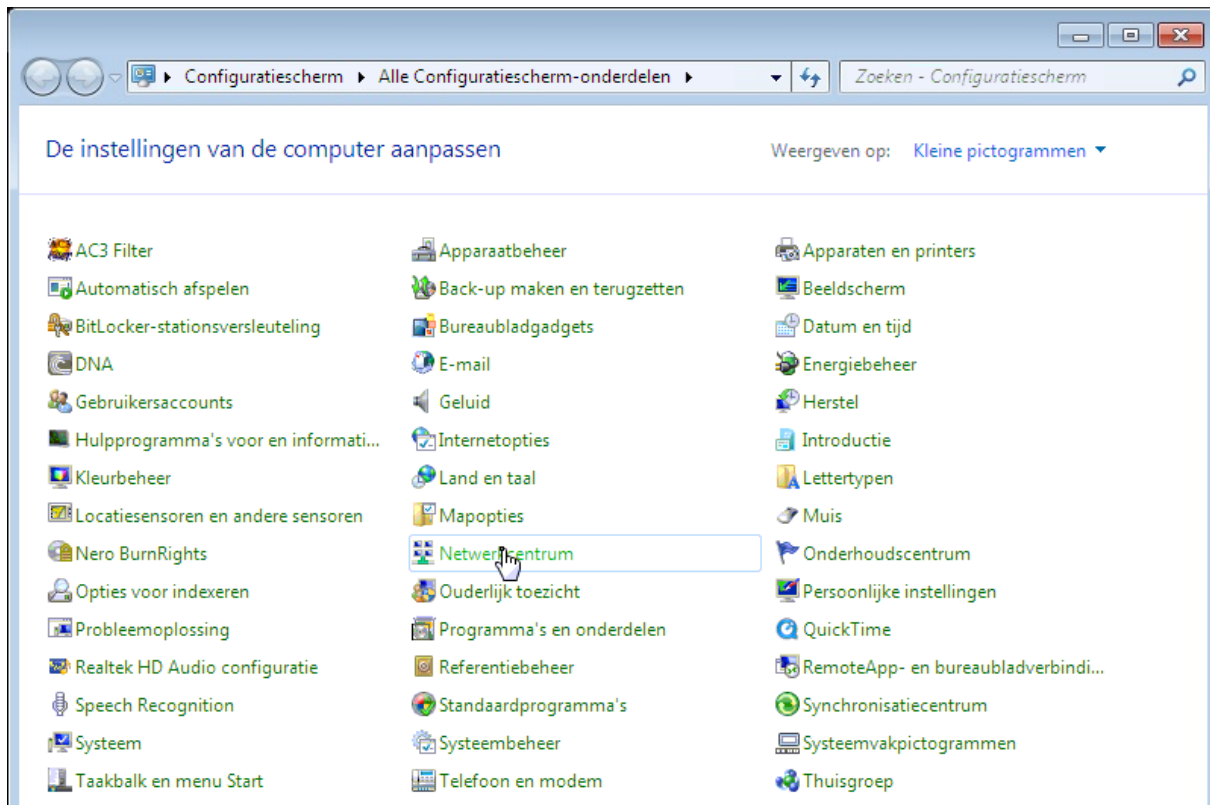 Configuratiescherm Alle Configuratiescherm-onderdelen Zoeken - Configuratiescherm
De instellingen van de computer aanpassen Weergeven op: Kleine pictogrammen
AC3 Filter Apparaatbeheer Apparaten en printers
Automatisch afspelen Back-up maken en terugzetten Beeldscherm
BitLocker-stationsversleuteling Bureaubladgadgets Datum en tijd
DNA E-mail Energiebeheer
Gebruikersaccounts Geluid Herstel
Hulpprogramma's voor en informati... Internetopties Introductie
Kleurbeheer Land en taal Lettertypen
Locatiesensoren en andere sensoren Mapopties Muis
Nero BurnRights Netwerkcentrum Onderhoudscentrum
Opties voor indexeren Ouderlijk toezicht Persoonlijke instellingen
Probleemoplossing Programma's en onderdelen QuickTime
Realtek HD Audio configuratie Referentiebeheer RemoteApp- en bureaubladverbindi...
Speech Recognition Standaardprogramma's Synchronisatiecentrum
Systeem Systeembeheer Systeemvakpictogrammen
Taakbalk en menu Start Telefoon en modem Thuisgroep